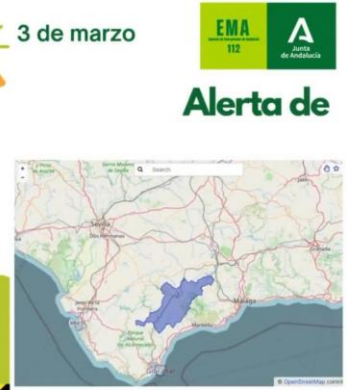 3 de marzo
EMA
112
Junta
de Andalucía
Alerta de
Search
Sevilla
Dos Hermanas
Granada
Jerez de la
Frontera
Málaga
Marbella
Gibraltar
© OpenStreetMap contri